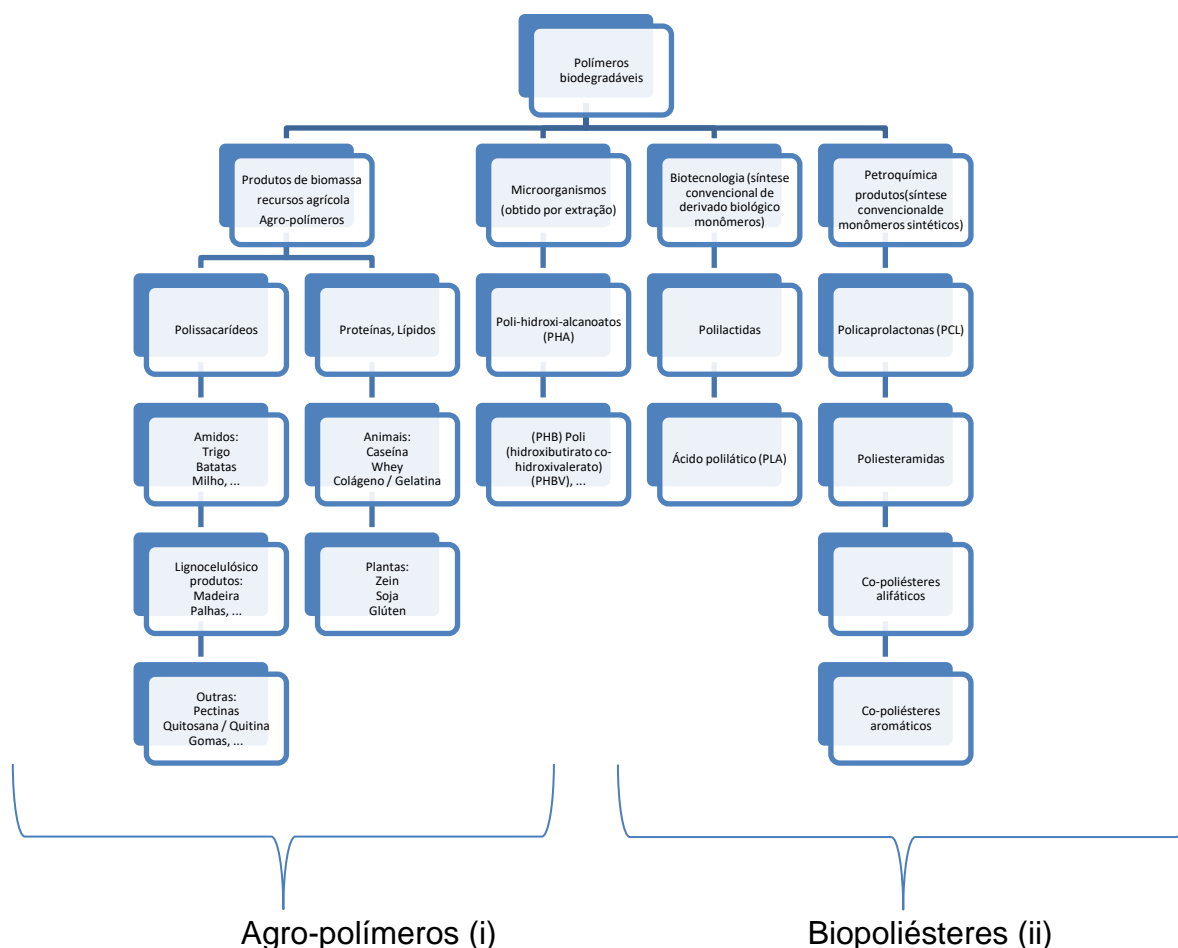 Polímeros
biodegradáveis
Produtos de biomassa
recursos agrícola
Agro-polímeros
Microorganismos
(obtido por extração)
Biotecnologia (síntese
convencional de
derivado biológico
monômeros)
Petroquímica
produtos(síntese
convencionalde
monômeros sintéticos)
Polissacarídeos
Proteínas, Lípidos
Poli-hidroxi-alcanoatos
(PHA)
Polilactidas
Policaprolactonas (PCL)
Amidos:
Trigo
Batatas
Milho, ...
Animais:
Caseína
Whey
Colágeno / Gelatina
(PHB) Poli
(hidroxibutirato co-
hidroxivalerato)
(PHBV), ...
Ácido polilático (PLA)
Poliesteramidas
Lignocelulósico
produtos:
Madeira
Palhas, ...
Plantas:
Zein
Soja
Glúten
Co-poliésteres
alifáticos
Outras:
Pectinas
Quitosana / Quitina
Gomas, ...
Co-poliésteres
aromáticos
Agro-polímeros (i)
Biopoliésteres (ii)